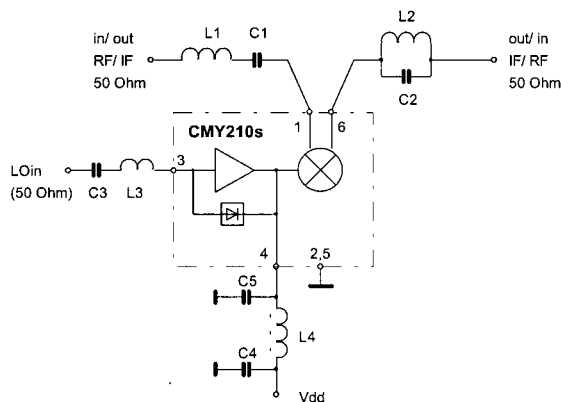 in/ out
RF/ IF
50 Ohm
L1
C1
L2
C2
out/ in
IF/ RF
50 Ohm
1
6
CMY210s
LOin
(50 Ohm)
C3
L3
3
4
2,5
C5
L4
C4
Vdd